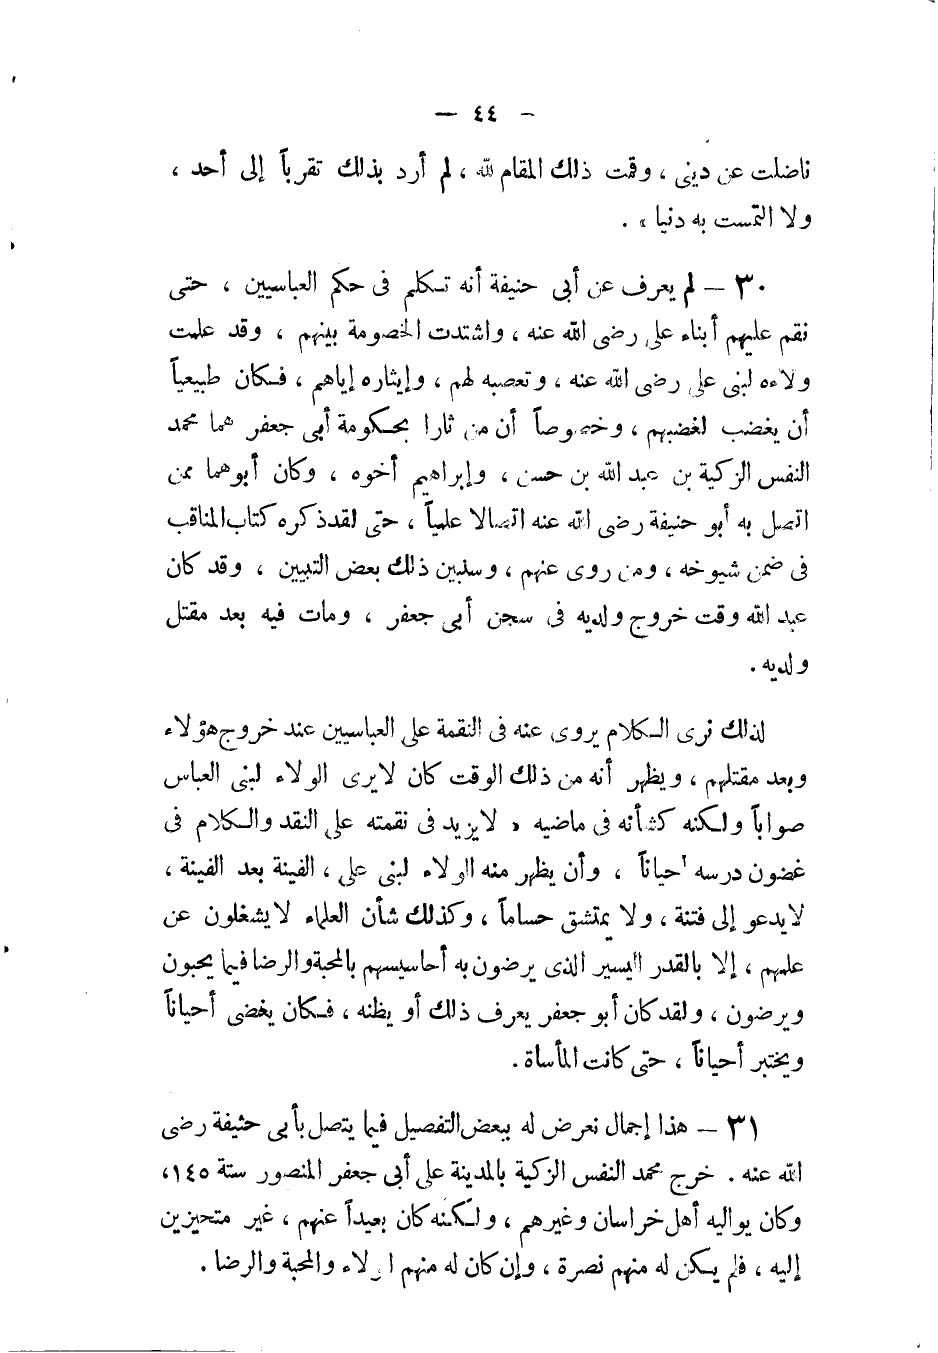 — ٤٤ —
ناضلت عن دينى ، وقمت ذلك المقام لله ، لم أرد بذلك تقرباً إلى أحد ،
ولا التمست به دنيا » .
٣٠ — لم يعرف عن أبى حنيفة أنه تكلم فى حكم العباسيين ، حتى
نقم عليهم أبناء على رضى الله عنه ، واشتدت الخصومة بينهم ، وقد علمت
ولاءه لبنى على رضى الله عنه ، وتعصبه لهم ، وإيثاره إياهم ، فكان طبيعياً
أن يغضب لغضبهم ، وخصوصاً أن من ثارا بحكومة أبى جعفر هما محمد
النفس الزكية بن عبد الله بن حسن ، وإبراهيم أخوه ، وكان أبوهما ممن
اتصل به أبو حنيفة رضى الله عنه اتصالا علمياً ، حتى لقد ذكره كتاب المناقب
فى ضمن شيوخه ، ومن روى عنهم ، وسنبين ذلك بعض التبيين ، وقد كان
عبد الله وقت خروج ولديه فى سجن أبى جعفر ، ومات فيه بعد مقتل
ولديه .
لذلك نرى الكلام يروى عنه فى النقمة على العباسيين عند خروج هؤلاء
وبعد مقتلهم ، ويظهر أنه من ذلك الوقت كان لا يرى الولاء لبنى العباس
صواباً ولكنه كشأنه فى ماضيه ، لا يزيد فى نقمته على النقد والكلام فى
غضون درسه أحياناً ، وأن يظهر منه الولاء لبنى على ، الفينة بعد الفينة ،
لا يدعو إلى فتنة ، ولا يمتشق حساماً ، وكذلك شأن العلماء لا يشغلون عن
علمهم ، إلا بالقدر اليسير الذى يرضون به أحاسيسهم بالمحبة والرضا فيما يحبون
ويرضون ، ولقد كان أبو جعفر يعرف ذلك أو يظنه ، فكان يغضى أحياناً
ويختبر أحياناً ، حتى كانت المأساة .
٣١ — هذا إجمال نعرض له ببعض التفصيل فيما يتصل بأبى حثيفة رضى
الله عنه . خرج محمد النفس الزكية بالمدينة على أبى جعفر المنصور ستة ١٤٥،
وكان يواليه أهل خراسان وغيرهم ، ولكنه كان بعيداً عنهم ، غير متحيزين
إليه ، فلم يكن له منهم نصرة ، وإن كان له منهم الولاء والمحبة والرضا .